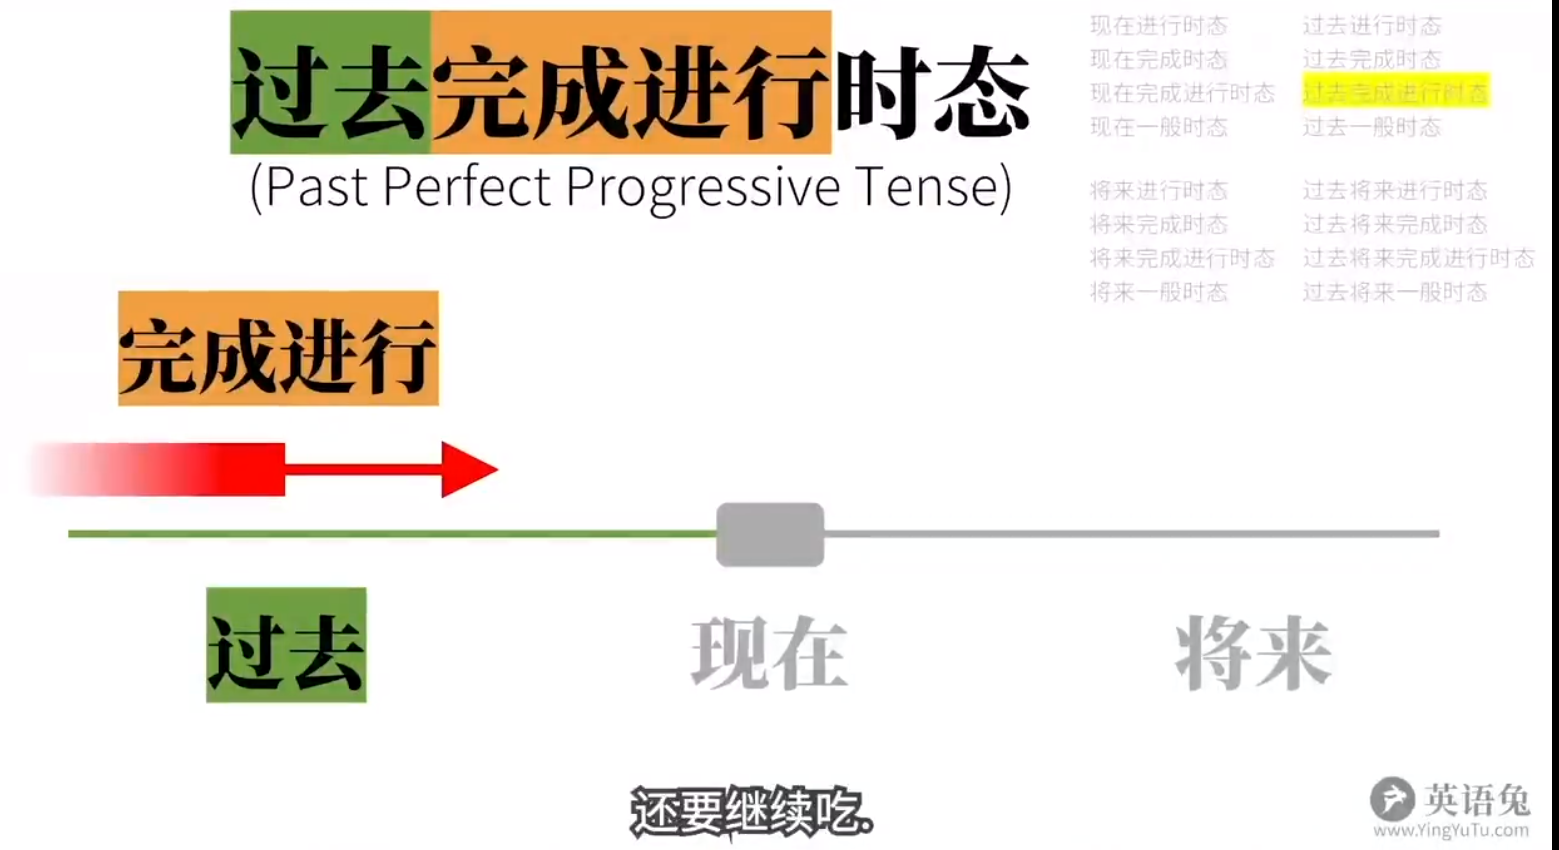 过去完成进行时态
(Past Perfect Progressive Tense)
现在进行时态 过去进行时态
现在完成时态 过去完成时态
现在完成进行时态 过去完成进行时态
现在一般时态 过去一般时态
将来进行时态 过去将来进行时态
将来完成时态 过去将来完成时态
将来完成进行时态 过去将来完成进行时态
将来一般时态 过去将来一般时态
完成进行
过去 现在 将来
还要继续吃.
英语兔
www.YingYuTu.com